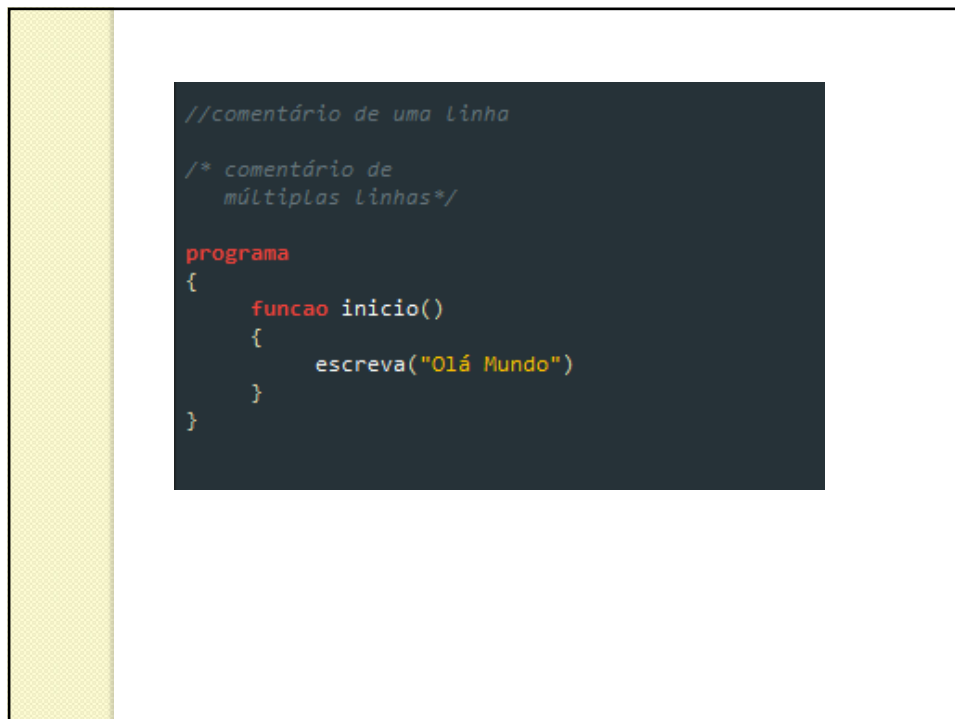 //comentário de uma linha
/* comentário de
múltiplas linhas*/
programa
{
funcao inicio()
{
escreva("Olá Mundo")
}
}